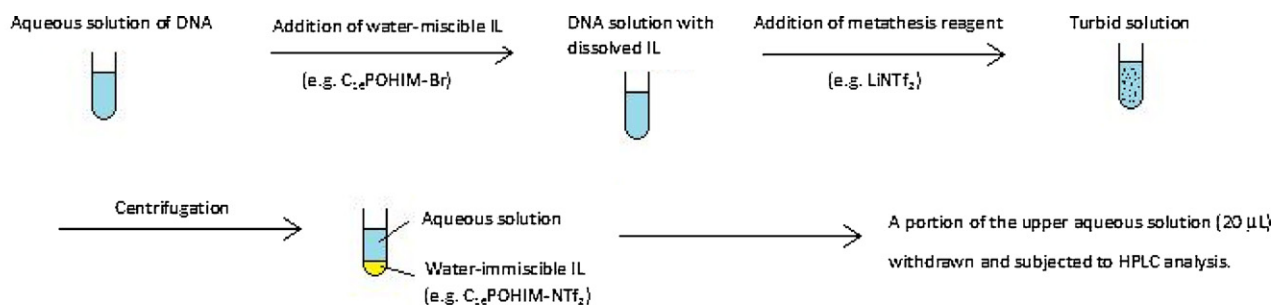 Aqueous solution of DNA
Addition of water-miscible IL
(e.g. C₁₆POHIM-Br)
DNA solution with
dissolved IL
Addition of metathesis reagent
(e.g. LiNTf₂)
Turbid solution
Centrifugation
Aqueous solution
Water-immiscible IL
(e.g. C₁₆POHIM-NTf₂)
A portion of the upper aqueous solution (20 µL)
withdrawn and subjected to HPLC analysis.